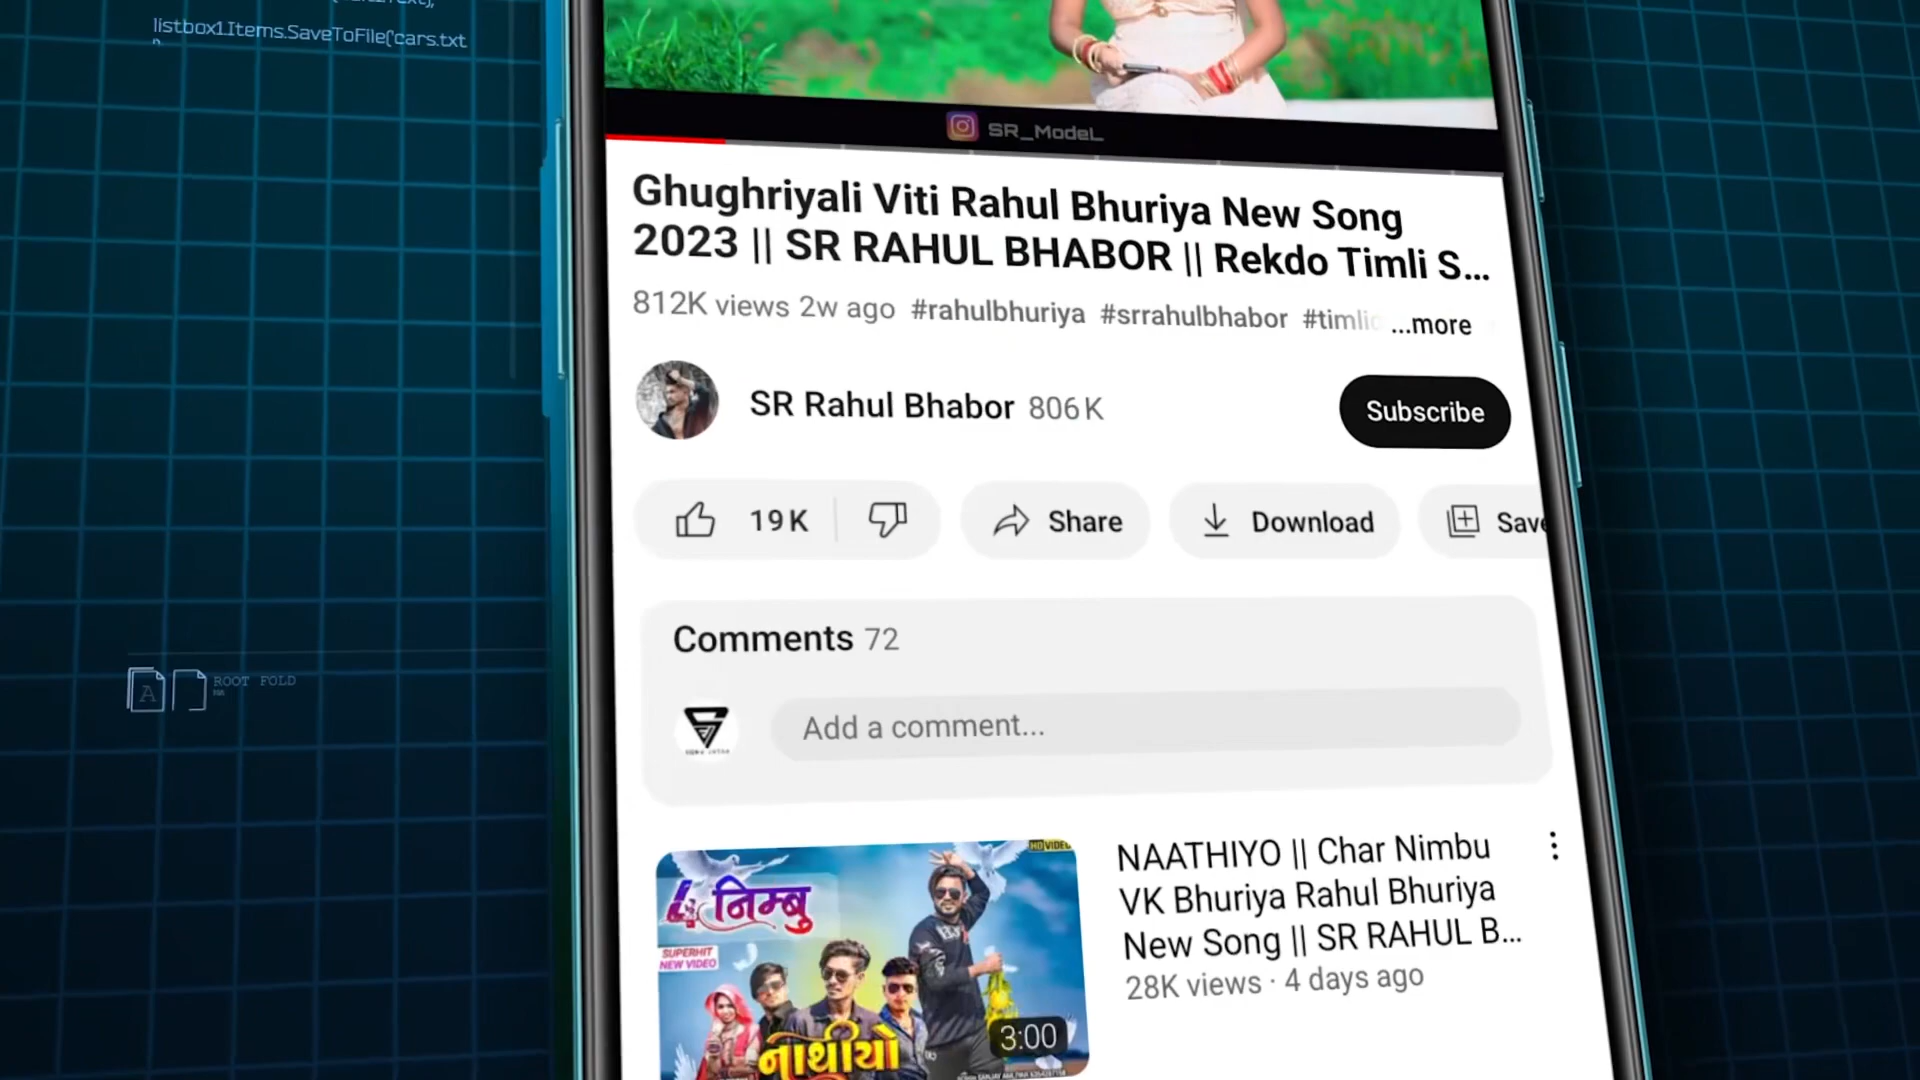 listbox1.Items.SaveToFile('cars.txt
SR_ModeL
Ghughriyali Viti Rahul Bhuriya New Song
2023 || SR RAHUL BHABOR || Rekdo Timli S...
812K views 2w ago #rahulbhuriya #srrahulbhabor #timli ...more
SR Rahul Bhabor 806 K
Subscribe
19 K
Share
Download
Save
Comments 72
Add a comment...
ROOT FOLD
HD VIDEO
4 निम्बु
SUPERHIT
NEW VIDEO
નાથીયો
3:00
NAATHIYO || Char Nimbu
VK Bhuriya Rahul Bhuriya
New Song || SR RAHUL B...
28K views · 4 days ago